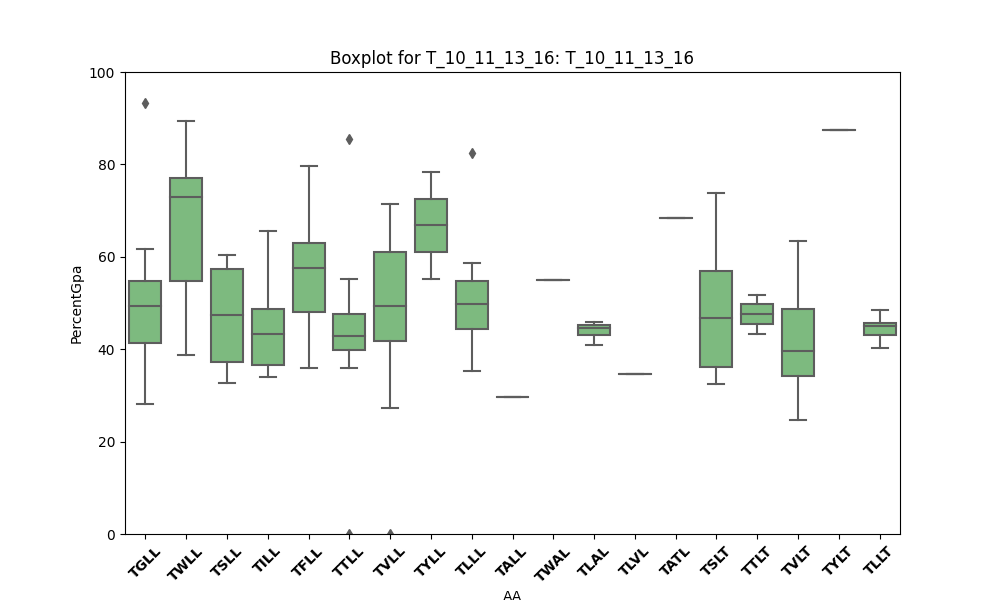 Boxplot for T_10_11_13_16: T_10_11_13_16
100
80
60
40
20
0
PercentGpa
TGLL TWLL TSLL TILL TFLL TTLL TVLL TYLL TLLL TALL TWAL TLAL TLVL TATL TSLT TTLT TVLT TYLT TLLT
AA